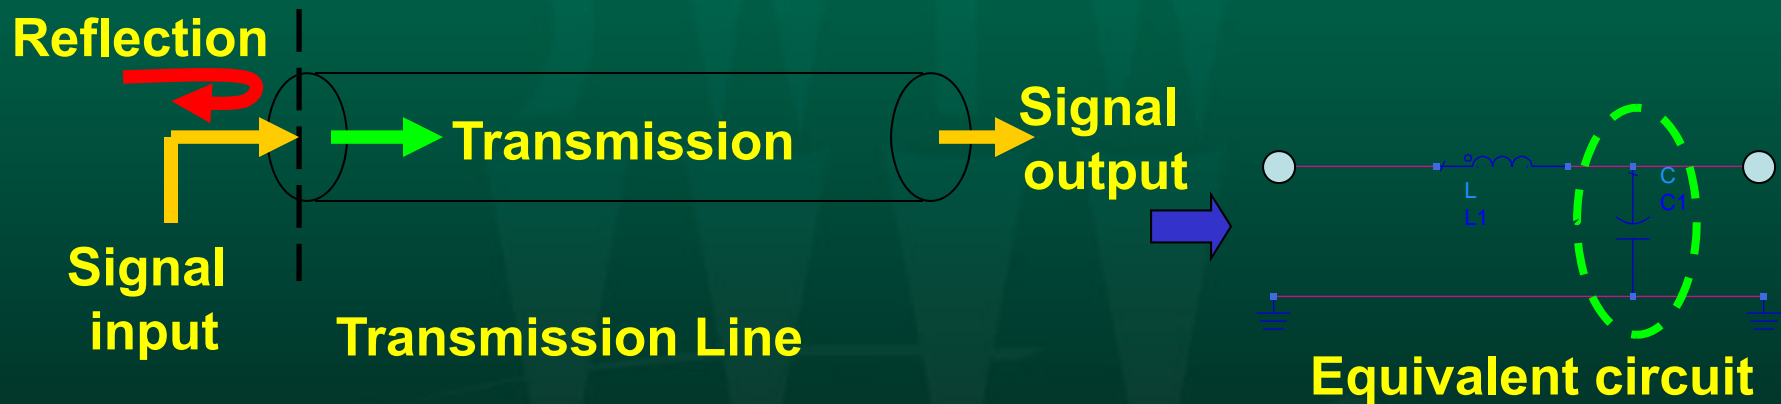 Reflection
Signal
input
Transmission
Signal
output
Transmission Line
L
L1
C
C1
Equivalent circuit